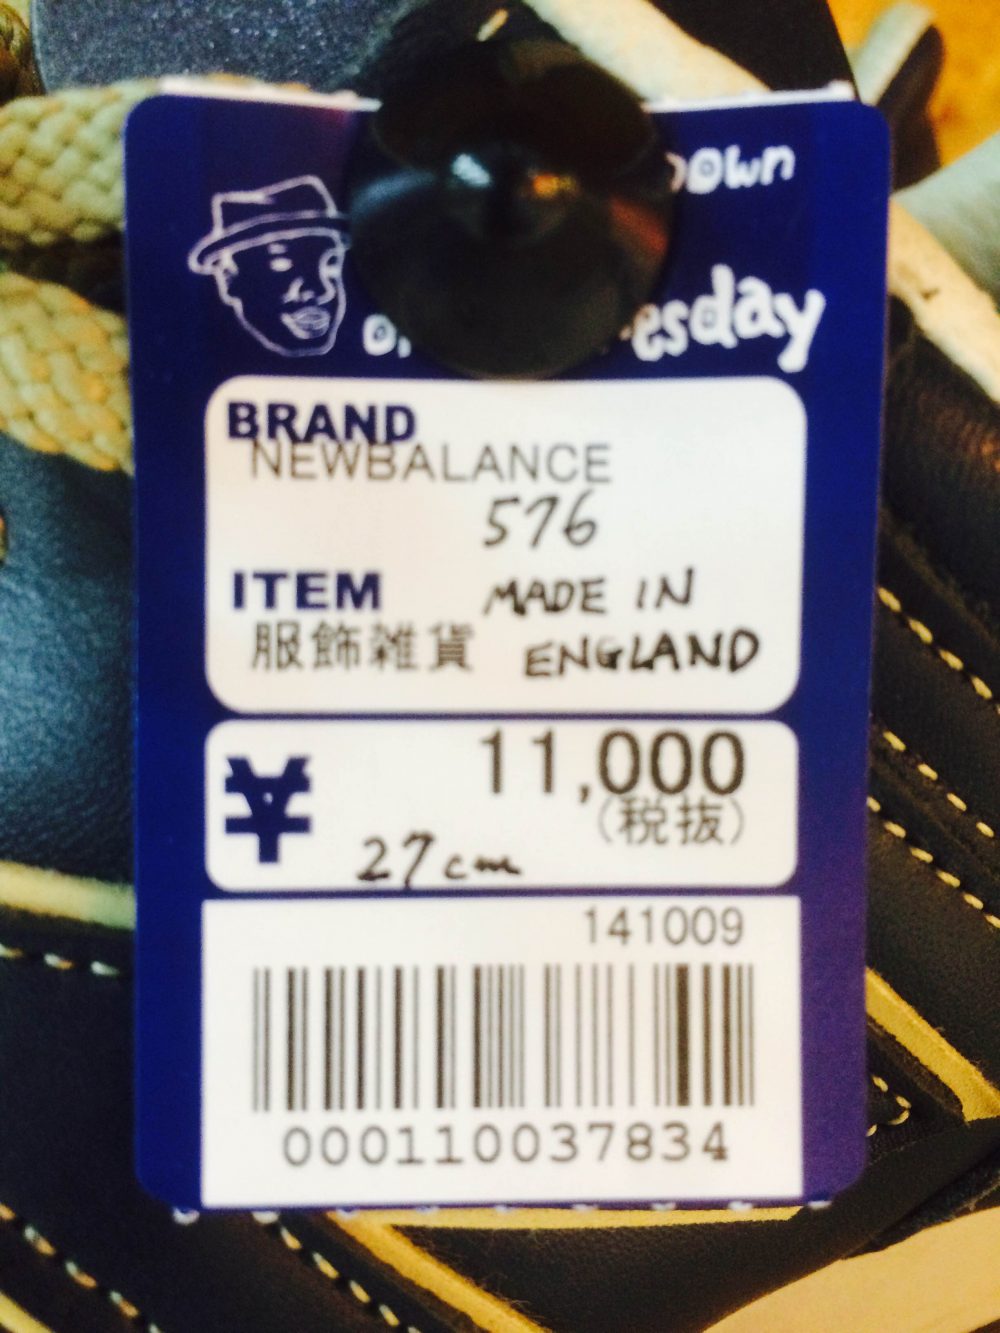 esday
BRAND
NEWBALANCE
576
ITEM MADE IN
服飾雑貨 ENGLAND
¥ 11,000
(税抜)
27cm
141009
000110037834